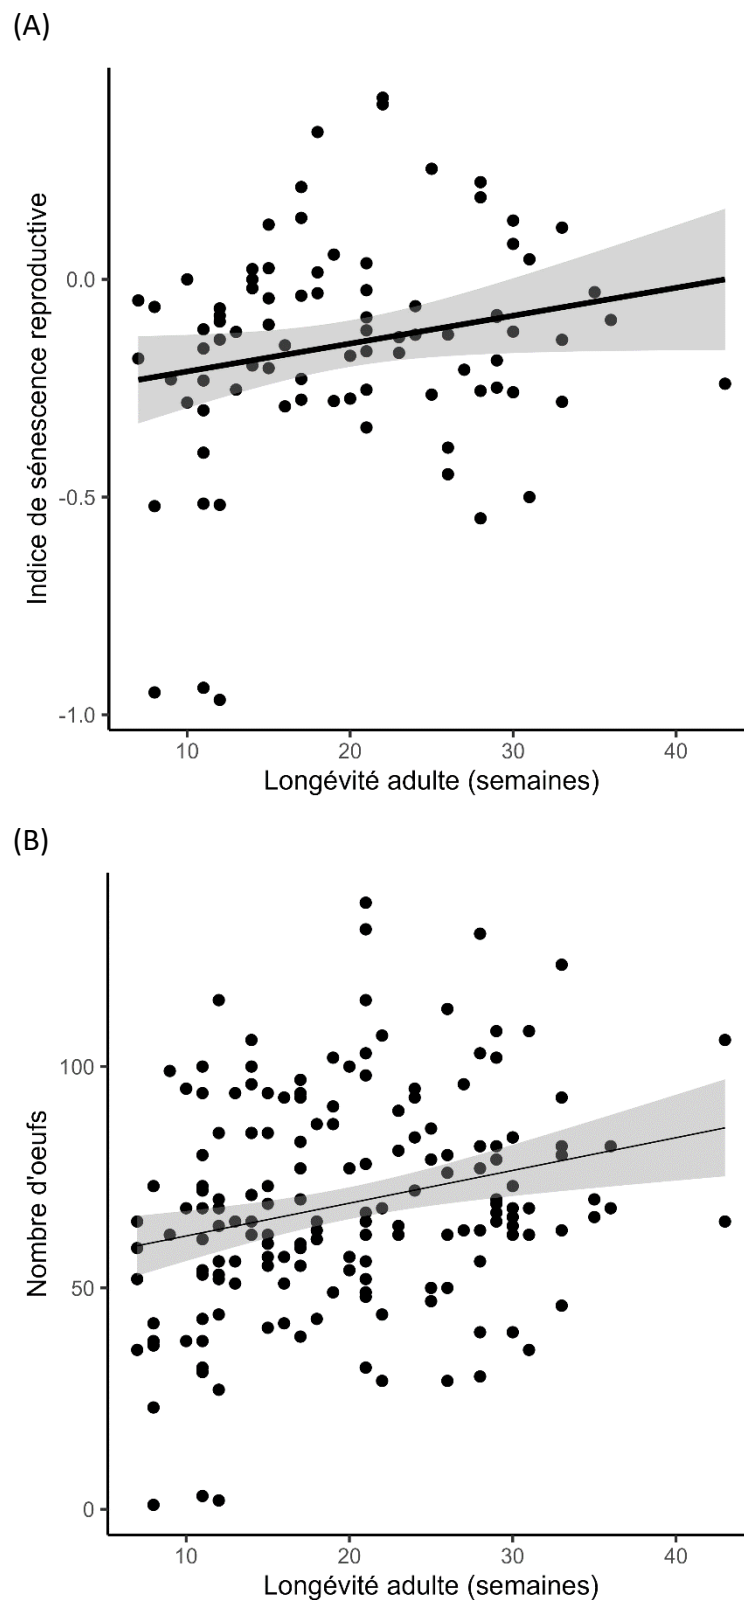 (A)
Indice de sénescence reproductive
0.0
-0.5
-1.0
10 20 30 40
Longévité adulte (semaines)
(B)
Nombre d'oeufs
100
50
0
10 20 30 40
Longévité adulte (semaines)